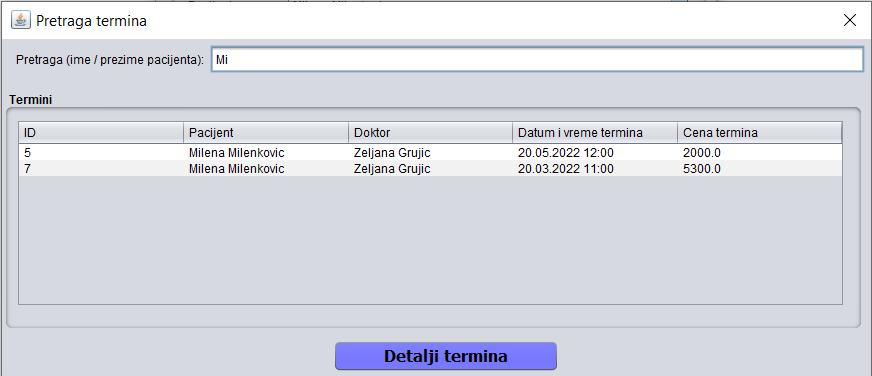 Pretraga termina
Pretraga (ime / prezime pacijenta): Mi
Termini
ID Pacijent Doktor Datum i vreme termina Cena termina
5 Milena Milenkovic Zeljana Grujic 20.05.2022 12:00 2000.0
7 Milena Milenkovic Zeljana Grujic 20.03.2022 11:00 5300.0
Detalji termina